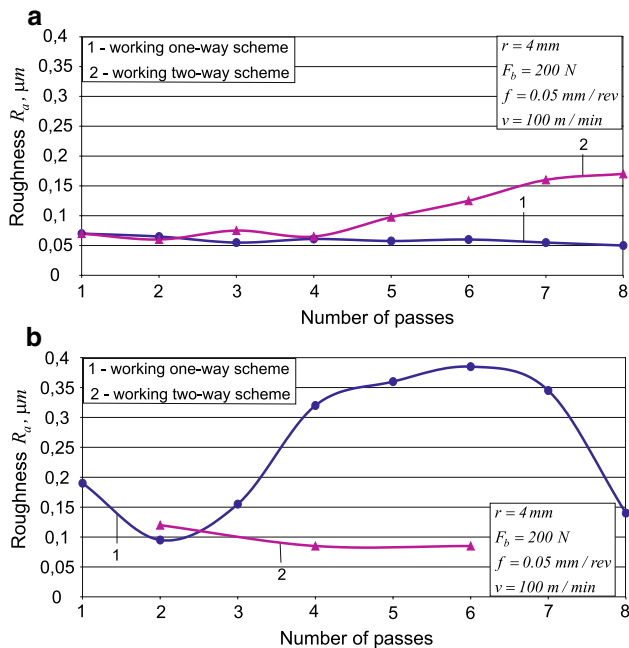 a
0,4
0,35
0,3
0,25
0,2
0,15
0,1
0,05
0
Roughness Rₐ, μm
1 - working one-way scheme
2 - working two-way scheme
r = 4 mm
F_b = 200 N
f = 0.05 mm / rev
v = 100 m / min
2
1
1 2 3 4 5 6 7 8
Number of passes
b
0,4
0,35
0,3
0,25
0,2
0,15
0,1
0,05
0
Roughness Rₐ, μm
1 - working one-way scheme
2 - working two-way scheme
r = 4 mm
F_b = 200 N
f = 0.05 mm / rev
v = 100 m / min
1
2
1 2 3 4 5 6 7 8
Number of passes